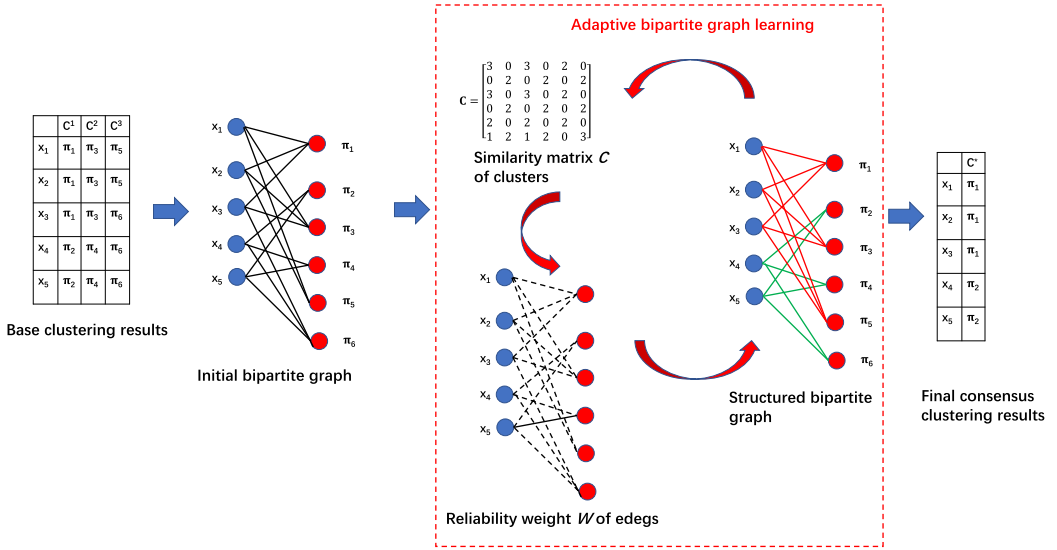 Adaptive bipartite graph learning
C¹ C² C³
x₁ π₁ π₃ π₅
x₂ π₁ π₃ π₅
x₃ π₁ π₃ π₆
x₄ π₂ π₄ π₆
x₅ π₂ π₄ π₆
Base clustering results
x₁
x₂
x₃
x₄
x₅
π₁
π₂
π₃
π₄
π₅
π₆
Initial bipartite graph
C =
3 0 3 0 2 0
0 2 0 2 0 2
3 0 3 0 2 0
0 2 0 2 0 2
2 0 2 0 2 0
1 2 1 2 0 3
Similarity matrix C
of clusters
x₁
x₂
x₃
x₄
x₅
Reliability weight W of edegs
x₁
x₂
x₃
x₄
x₅
π₁
π₂
π₃
π₄
π₅
π₆
Structured bipartite
graph
C*
x₁ π₁
x₂ π₁
x₃ π₁
x₄ π₂
x₅ π₂
Final consensus
clustering results